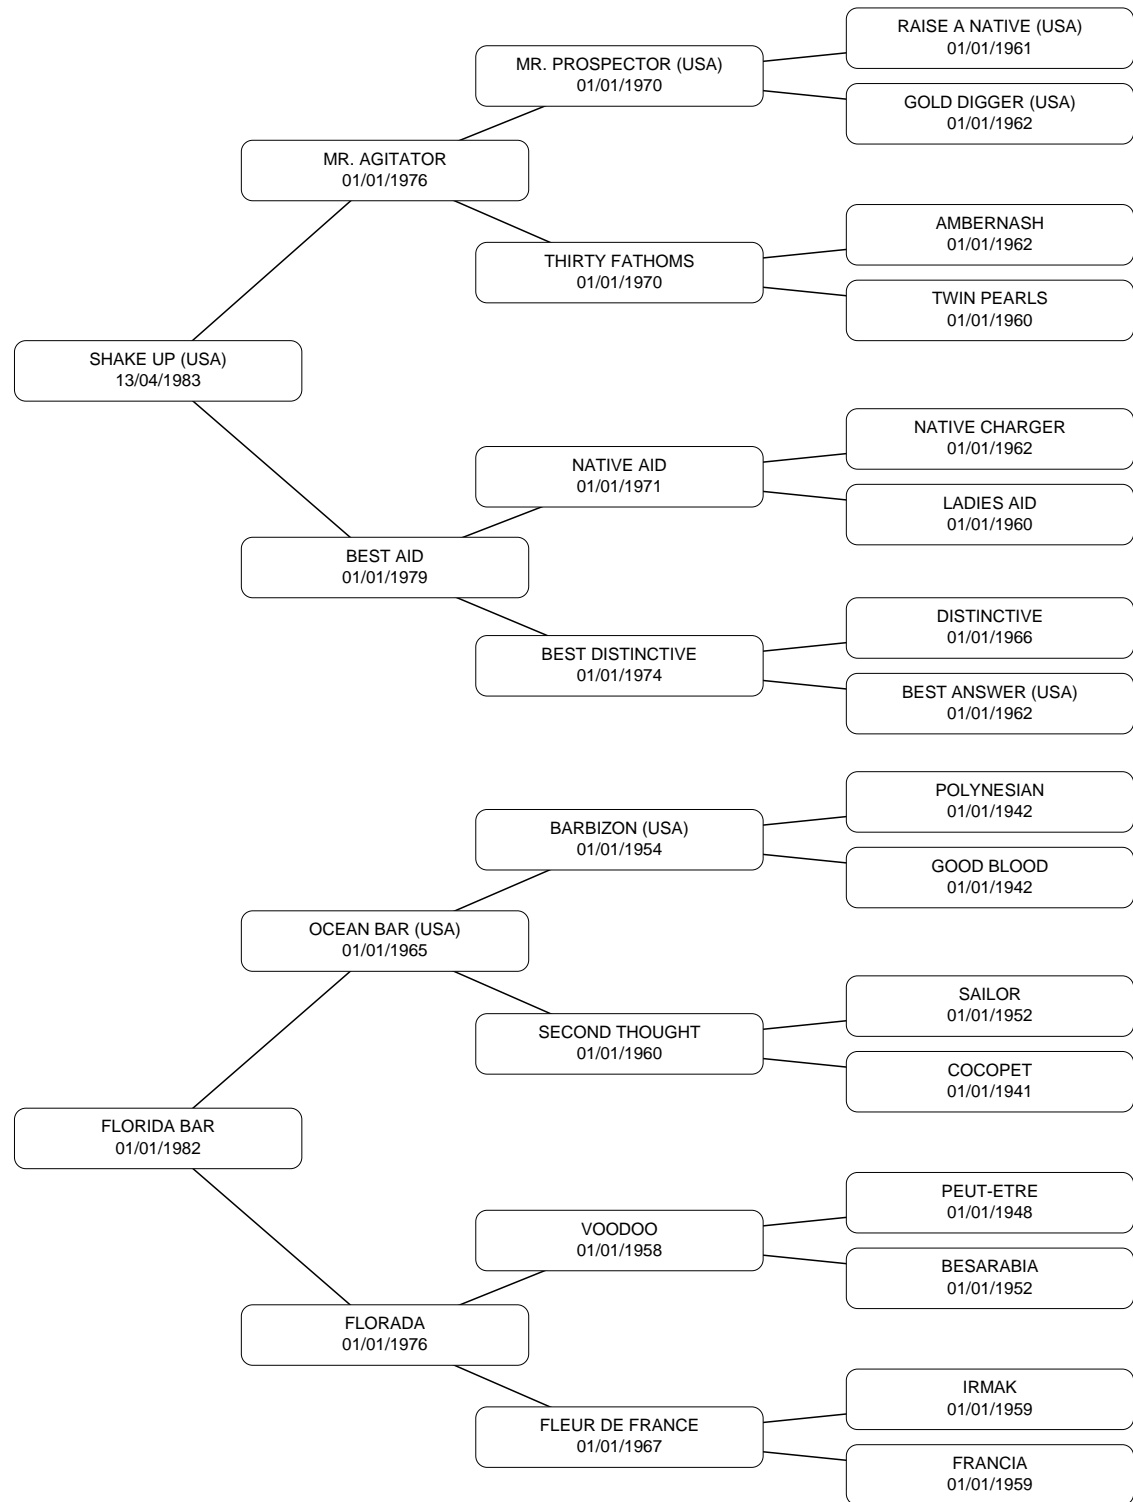 RAISE A NATIVE (USA)
01/01/1961
MR. PROSPECTOR (USA)
01/01/1970
GOLD DIGGER (USA)
01/01/1962
MR. AGITATOR
01/01/1976
AMBERNASH
01/01/1962
THIRTY FATHOMS
01/01/1970
TWIN PEARLS
01/01/1960
SHAKE UP (USA)
13/04/1983
NATIVE CHARGER
01/01/1962
NATIVE AID
01/01/1971
LADIES AID
01/01/1960
BEST AID
01/01/1979
DISTINCTIVE
01/01/1966
BEST DISTINCTIVE
01/01/1974
BEST ANSWER (USA)
01/01/1962
POLYNESIAN
01/01/1942
BARBIZON (USA)
01/01/1954
GOOD BLOOD
01/01/1942
OCEAN BAR (USA)
01/01/1965
SAILOR
01/01/1952
SECOND THOUGHT
01/01/1960
COCOPET
01/01/1941
FLORIDA BAR
01/01/1982
PEUT-ETRE
01/01/1948
VOODOO
01/01/1958
BESARABIA
01/01/1952
FLORADA
01/01/1976
IRMAK
01/01/1959
FLEUR DE FRANCE
01/01/1967
FRANCIA
01/01/1959